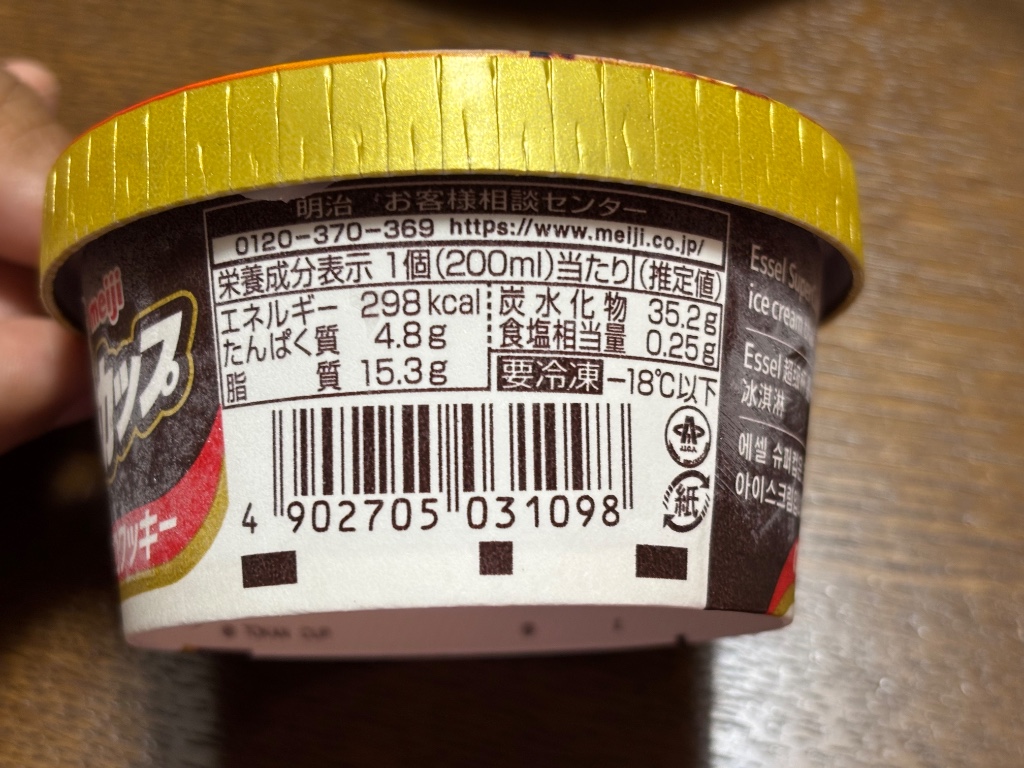 明治 お客様相談センター
0120-370-369 https://www.meiji.co.jp/
栄養成分表示 1個(200ml)当たり(推定値)
エネルギー 298kcal
たんぱく質 4.8g
脂質 15.3g
炭水化物 35.2g
食塩相当量 0.25g
要冷凍 -18℃以下
紙
4 902705 031098
meiji
カップ
クッキー
Essel
ice cream
Essel 超
冰淇淋
에셀 슈퍼
아이스크림